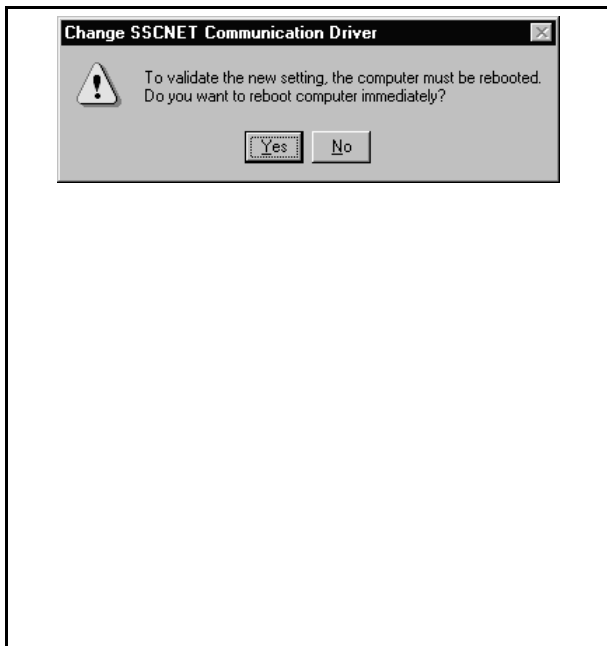 Change SSCNET Communication Driver
To validate the new setting, the computer must be rebooted.
Do you want to reboot computer immediately?
Yes
No